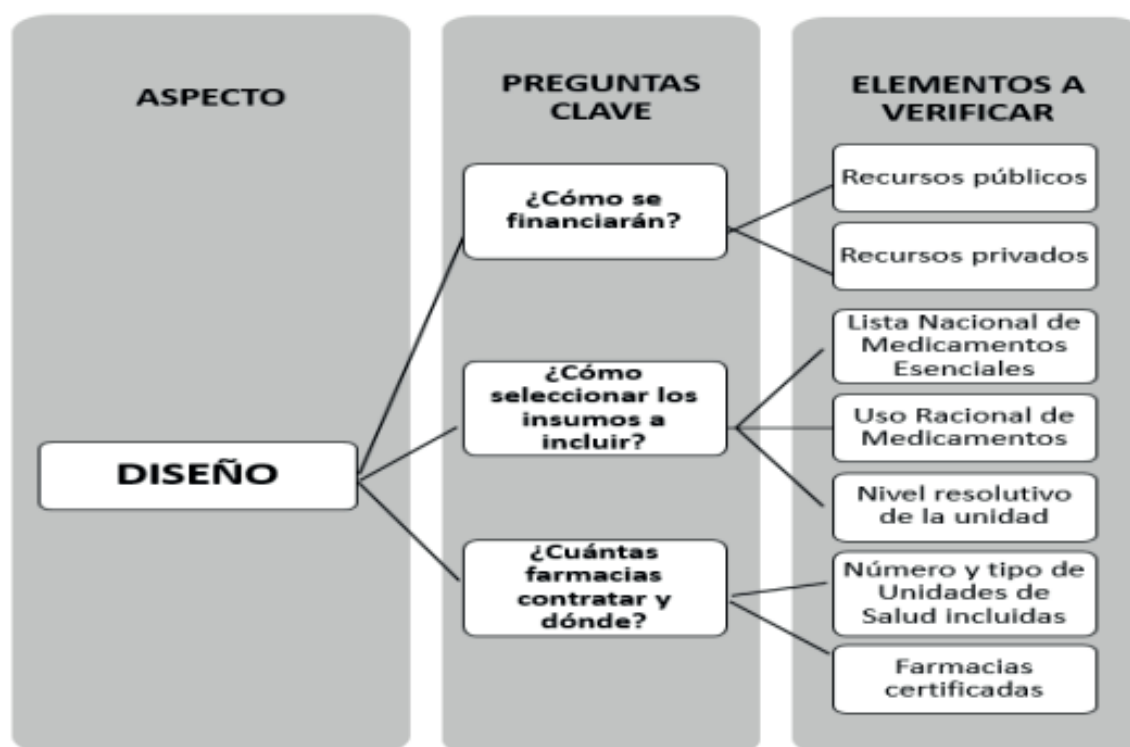 ASPECTO
PREGUNTAS
CLAVE
ELEMENTOS A
VERIFICAR
DISEÑO
¿Cómo se
financiarán?
Recursos públicos
Recursos privados
¿Cómo
seleccionar los
insumos a
incluir?
Lista Nacional de
Medicamentos
Esenciales
Uso Racional de
Medicamentos
Nivel resolutivo
de la unidad
¿Cuántas
farmacias
contratar y
dónde?
Número y tipo de
Unidades de
Salud incluidas
Farmacias
certificadas